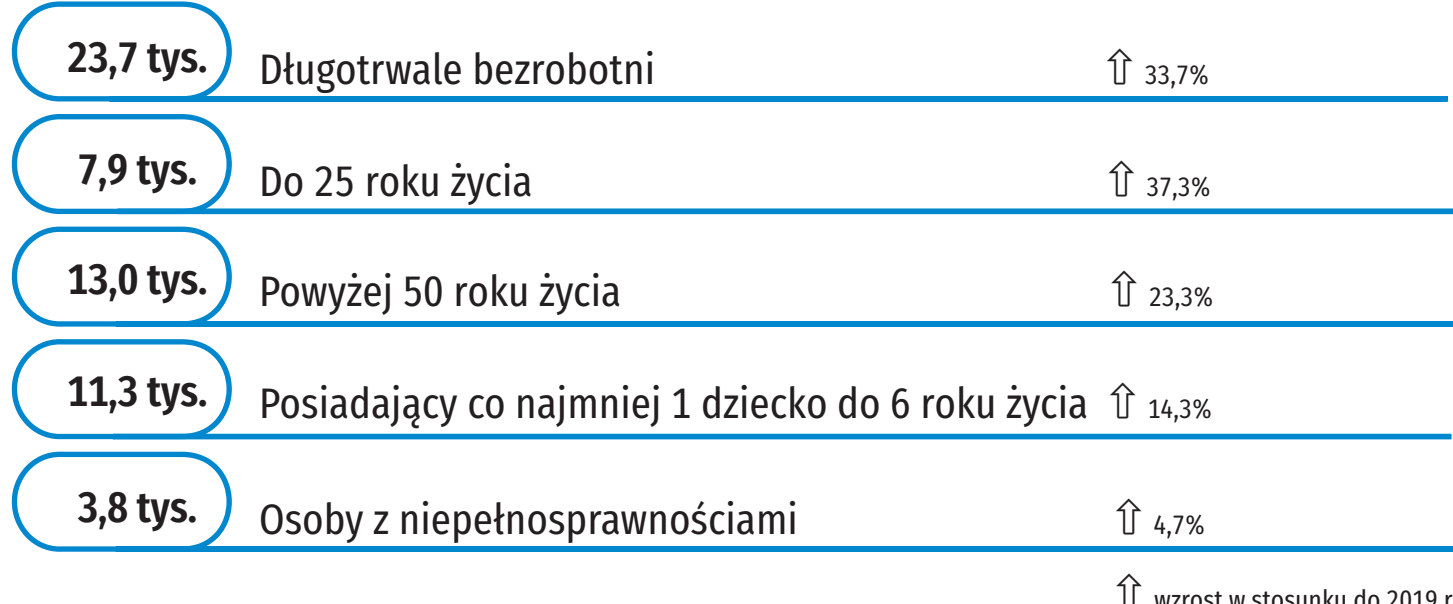 23,7 tys. Długotrwale bezrobotni ⇧ 33,7%
7,9 tys. Do 25 roku życia ⇧ 37,3%
13,0 tys. Powyżej 50 roku życia ⇧ 23,3%
11,3 tys. Posiadający co najmniej 1 dziecko do 6 roku życia ⇧ 14,3%
3,8 tys. Osoby z niepełnosprawnościami ⇧ 4,7%
⇧ wzrost w stosunku do 2019 r